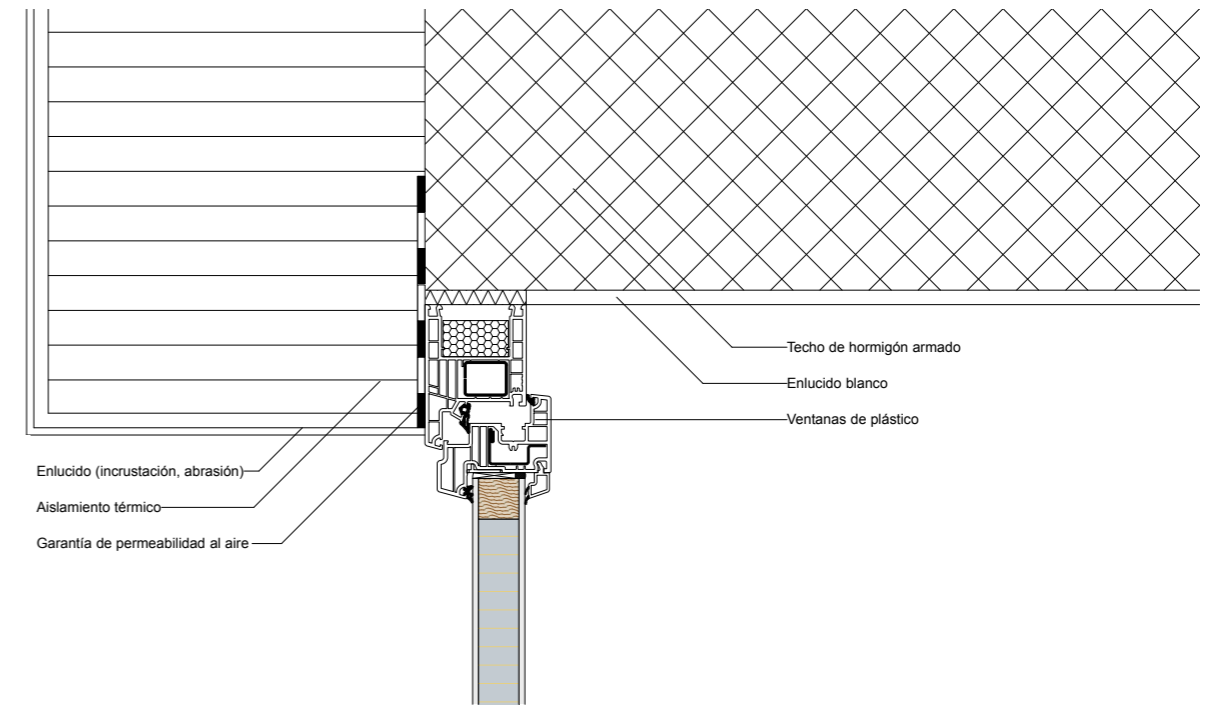 Techo de hormigón armado
Enlucido blanco
Ventanas de plástico
Enlucido (incrustación, abrasión)
Aislamiento térmico
Garantía de permeabilidad al aire